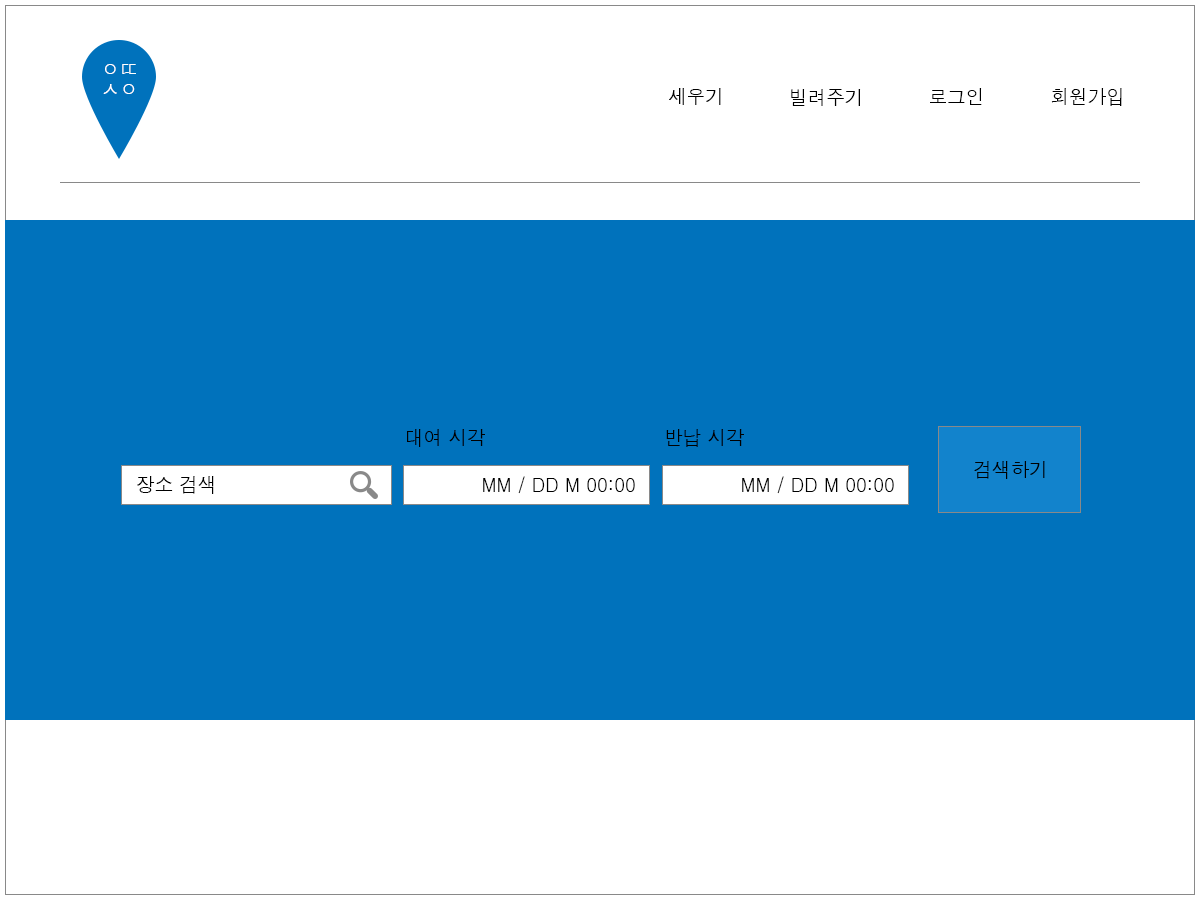 ㅇㄸ
ㅅㅇ
세우기 빌려주기 로그인 회원가입
대여 시각 반납 시각
장소 검색 MM / DD M 00:00 MM / DD M 00:00 검색하기